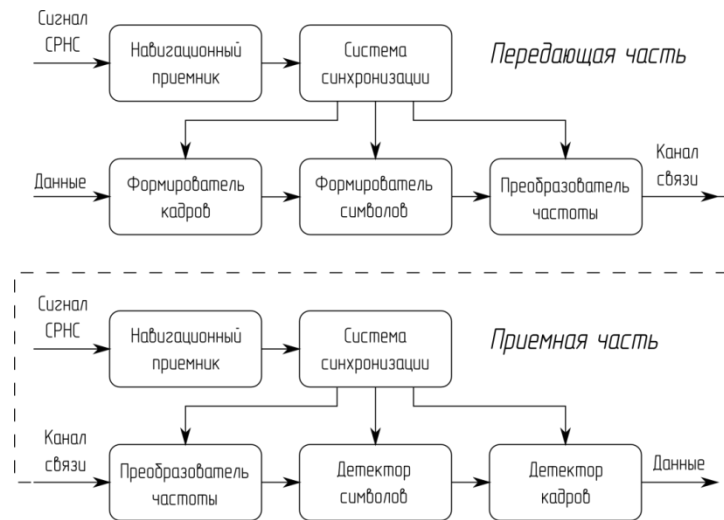 Сигнал
СРНС
Навигационный
приемник
Система
синхронизации
Передающая часть
Данные
Формирователь
кадров
Формирователь
символов
Преобразователь
частоты
Канал
связи
Сигнал
СРНС
Навигационный
приемник
Система
синхронизации
Приемная часть
Канал
связи
Преобразователь
частоты
Детектор
символов
Детектор
кадров
Данные